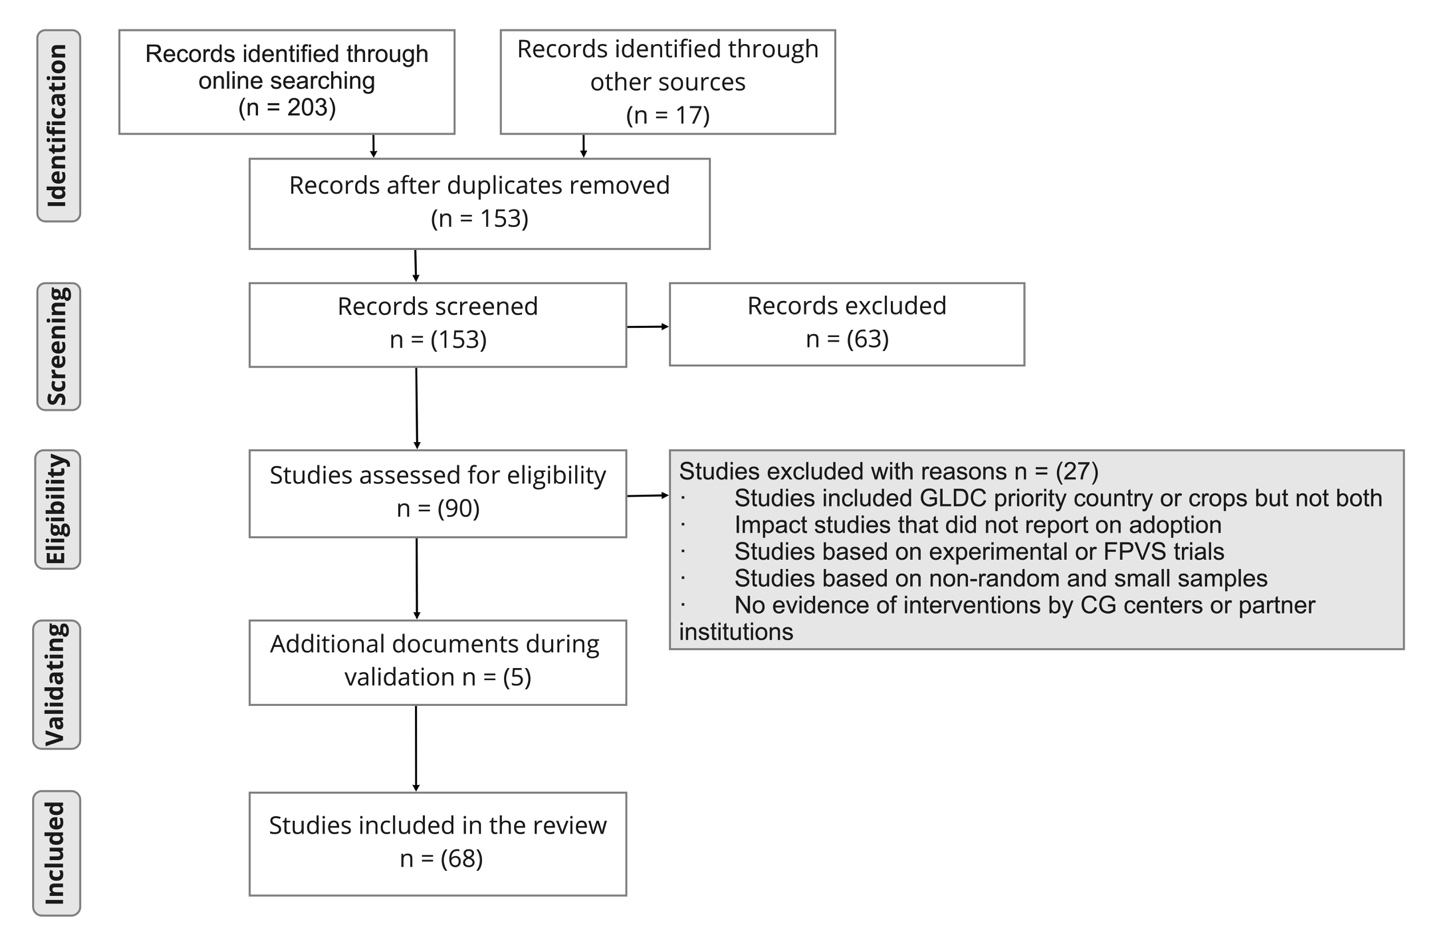 Identification
Records identified through
online searching
(n = 203)
Records identified through
other sources
(n = 17)
Records after duplicates removed
(n = 153)
Screening
Records screened
n = (153)
Records excluded
n = (63)
Eligibility
Studies assessed for eligibility
n = (90)
Studies excluded with reasons n = (27)
· Studies included GLDC priority country or crops but not both
· Impact studies that did not report on adoption
· Studies based on experimental or FPVS trials
· Studies based on non-random and small samples
· No evidence of interventions by CG centers or partner
institutions
Validating
Additional documents during
validation n = (5)
Included
Studies included in the review
n = (68)